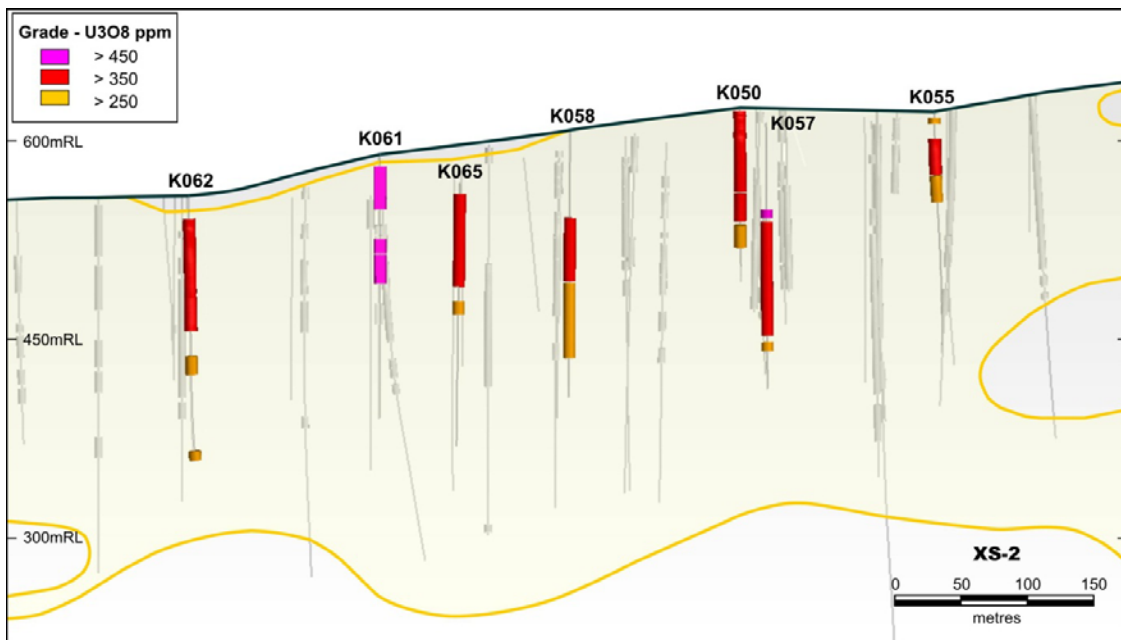 Grade - U3O8 ppm
> 450
> 350
> 250
K050
K055
K057
K058
K061
600mRL
K065
K062
450mRL
300mRL
XS-2
0 50 100 150
metres